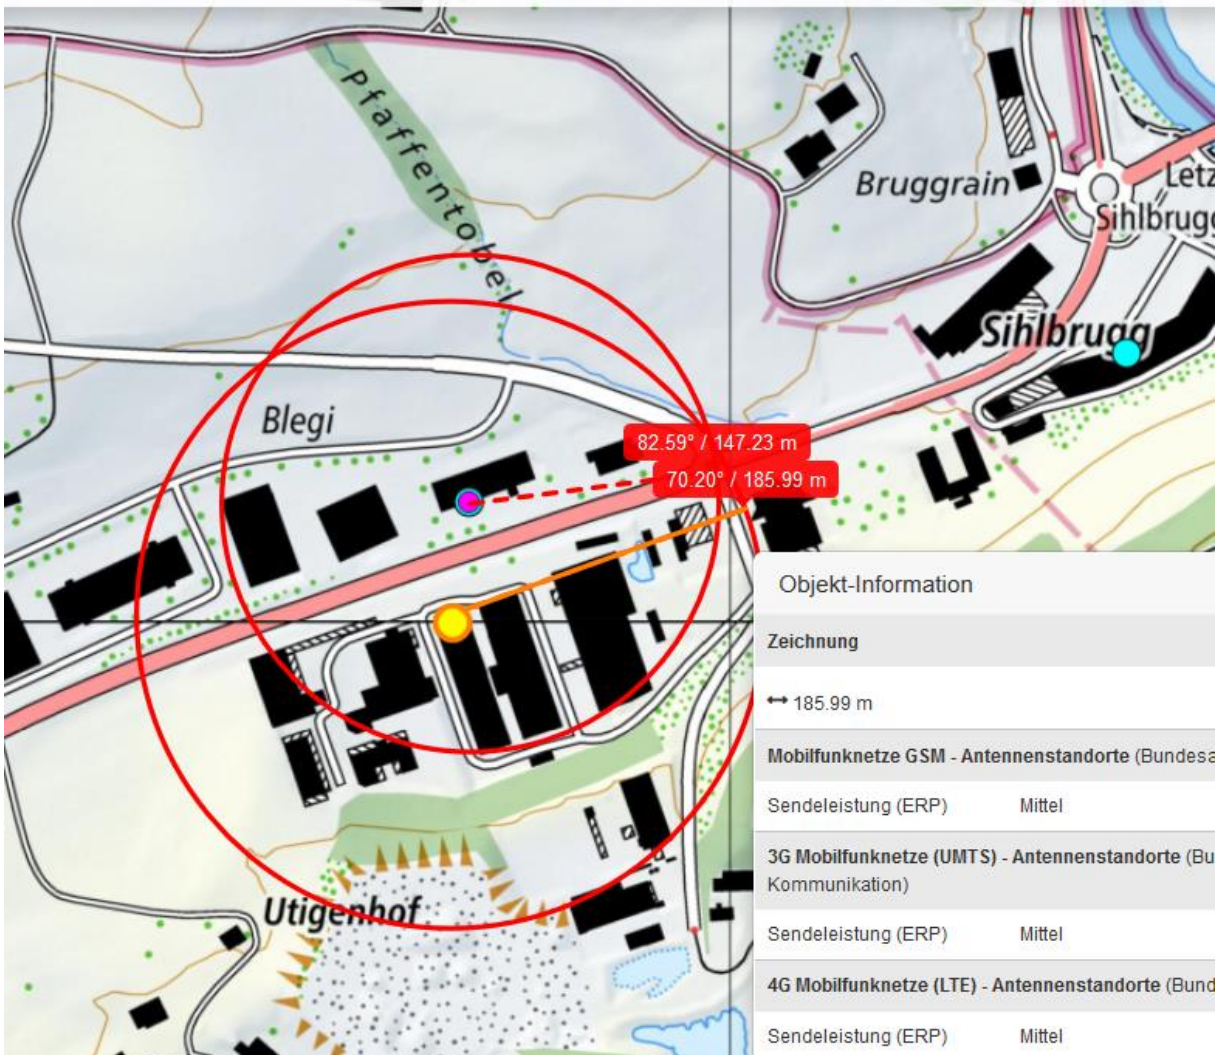 Pfaffentobel
Bruggrain
Letz
Sihlbrugg
Sihlbrugg
Blegi
82.59° / 147.23 m
70.20° / 185.99 m
Objekt-Information
Zeichnung
185.99 m
Mobilfunknetze GSM - Antennenstandorte (Bundesa
Sendeleistung (ERP) Mittel
3G Mobilfunknetze (UMTS) - Antennenstandorte (Bu
Kommunikation)
Sendeleistung (ERP) Mittel
Utigenhof
4G Mobilfunknetze (LTE) - Antennenstandorte (Bund
Sendeleistung (ERP) Mittel